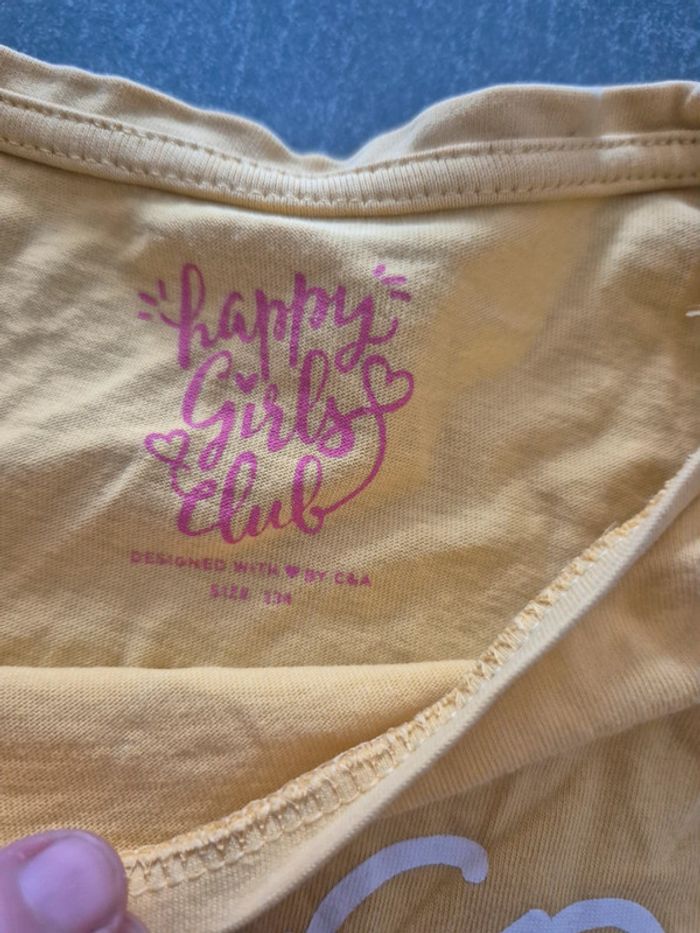 happy
Girls
Club
DESIGNED WITH ♥ BY C&A
SIZE 134